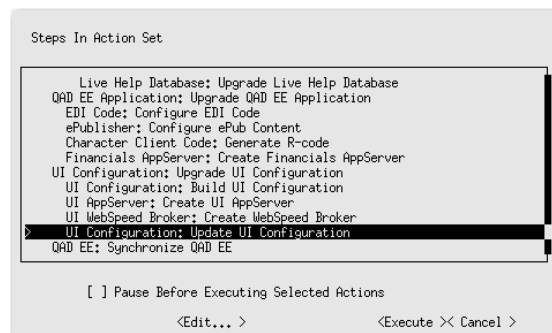 Steps In Action Set
Live Help Database: Upgrade Live Help Database
QAD EE Application: Upgrade QAD EE Application
EDI Code: Configure EDI Code
ePublisher: Configure ePub Content
Character Client Code: Generate R-code
Financials AppServer: Create Financials AppServer
UI Configuration: Upgrade UI Configuration
UI Configuration: Build UI Configuration
UI AppServer: Create UI AppServer
UI WebSpeed Broker: Create WebSpeed Broker
> UI Configuration: Update UI Configuration
QAD EE: Synchronize QAD EE
[ ] Pause Before Executing Selected Actions
<Edit... > <Execute >< Cancel >